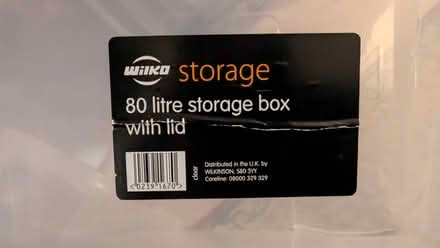 wilko storage
80 litre storage box
with lid
Distributed in the U.K. by
WILKINSON, S80 3YY
Careline: 08000 329 329
clear
<02391670>